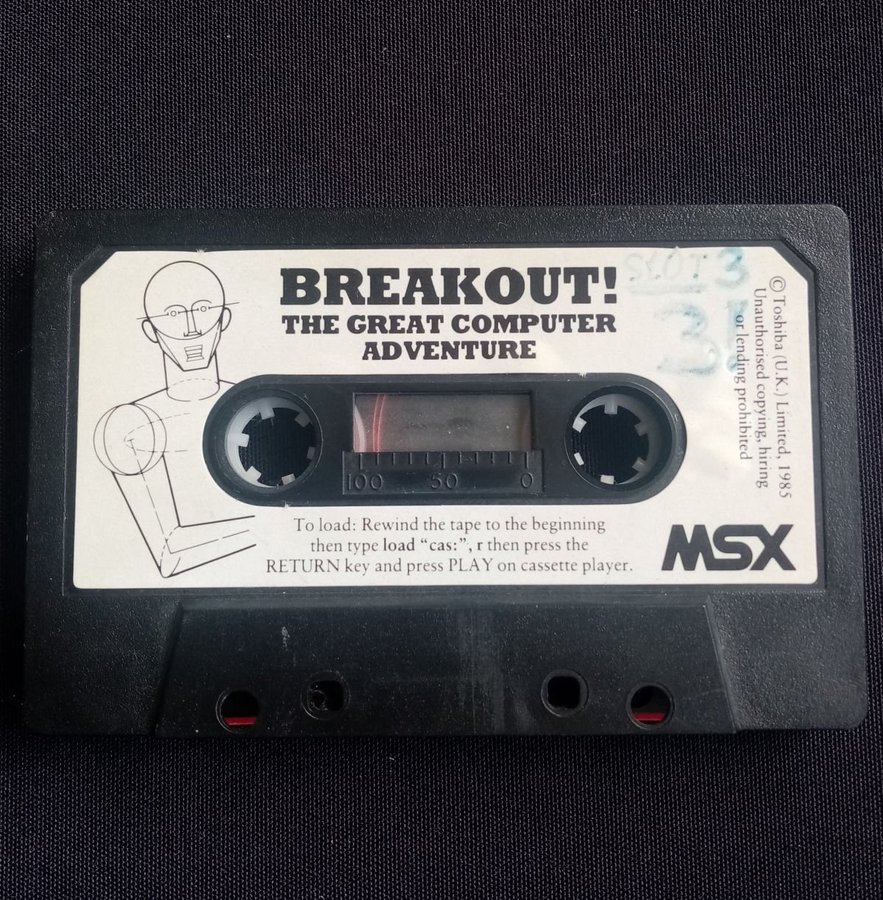 BREAKOUT!
THE GREAT COMPUTER
ADVENTURE
SLOT 3
© Toshiba (U.K.) Limited, 1985
Unauthorised copying, hiring
or lending prohibited
100 50 0
To load: Rewind the tape to the beginning
then type load “cas:”, r then press the
RETURN key and press PLAY on cassette player.
MSX